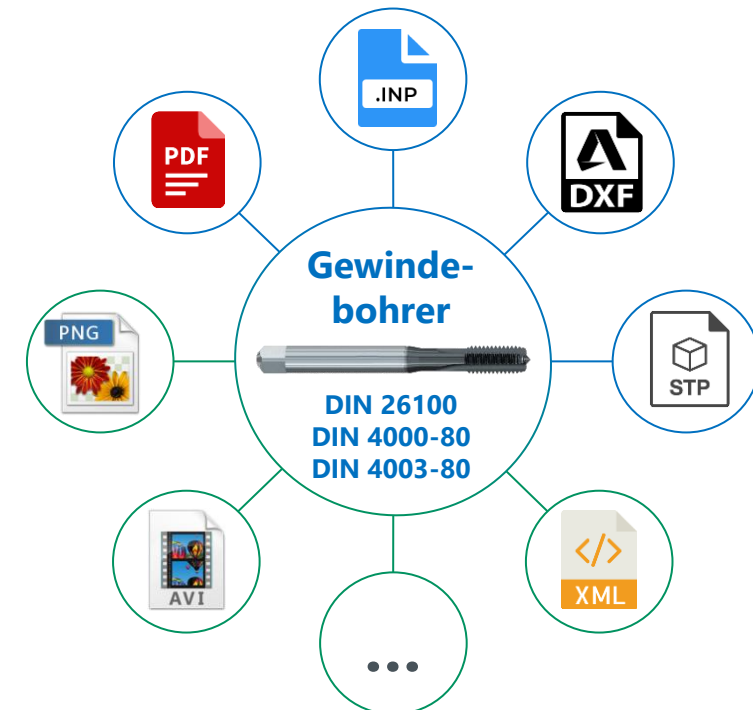 .INP
PDF
DXF
Gewinde-
bohrer
PNG
STP
DIN 26100
DIN 4000-80
DIN 4003-80
AVI
</>
XML
...